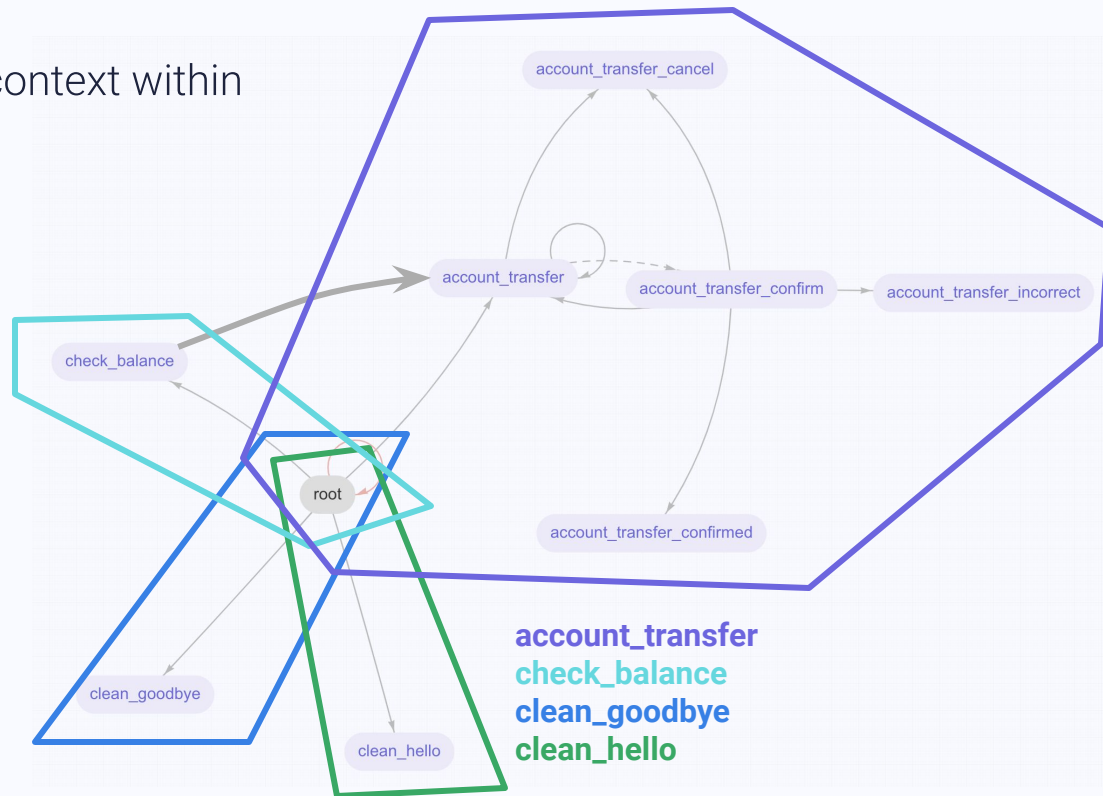 context within
account_transfer_cancel
account_transfer
account_transfer_confirm
account_transfer_incorrect
check_balance
root
account_transfer_confirmed
clean_goodbye
clean_hello
account_transfer
check_balance
clean_goodbye
clean_hello